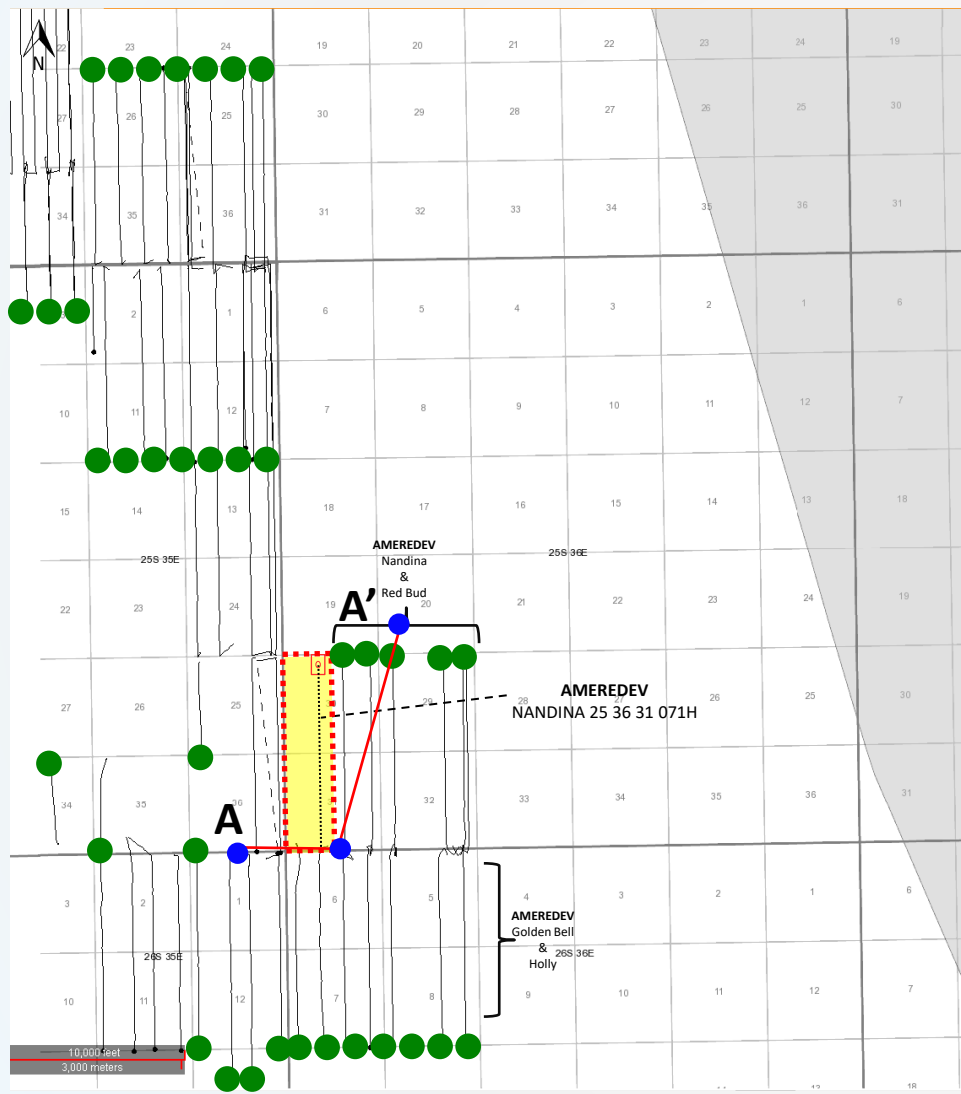 N
22 23 24 19 20 21 22 23 24 19
27 26 25 30 29 28 27 26 25 30
34 35 36 31 32 33 34 35 36 31
2 1 6 5 4 3 2 1 6
10 11 12 7 8 9 10 11 12 7
15 14 13 18 17 16 15 14 13 18
25S 35E
25S 36E
AMEREDEV
Nandina
&
Red Bud
22 23 24 19 20 21 22 23 24 19
A'
27 26 25 29 28 27 26 25 30
AMEREDEV
NANDINA 25 36 31 071H
34 35 36 32 33 34 35 36 31
A
3 2 1 6 5 4 3 2 1 6
AMEREDEV
Golden Bell
&
Holly
26S 35E
26S 36E
10 11 12 7 8 9 10 11 12 7
10,000 feet
3,000 meters
18